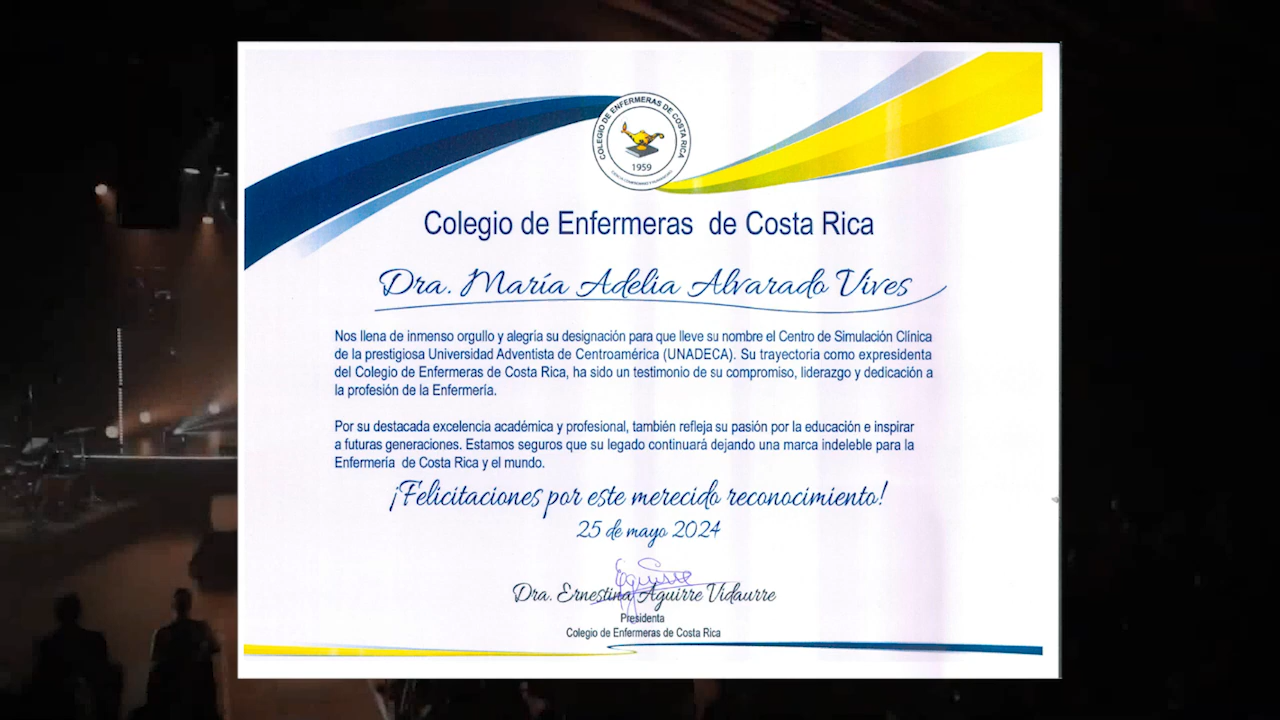 COLEGIO DE ENFERMERAS DE COSTA RICA
1959
Colegio de Enfermeras de Costa Rica
Dra. María Adelia Alvarado Vives
Nos llena de inmenso orgullo y alegría su designación para que lleve su nombre el Centro de Simulación Clínica
de la prestigiosa Universidad Adventista de Centroamérica (UNADECA). Su trayectoria como expresidenta
del Colegio de Enfermeras de Costa Rica, ha sido un testimonio de su compromiso, liderazgo y dedicación a
la profesión de la Enfermería.
Por su destacada excelencia académica y profesional, también refleja su pasión por la educación e inspirar
a futuras generaciones. Estamos seguros que su legado continuará dejando una marca indeleble para la
Enfermería de Costa Rica y el mundo.
¡Felicitaciones por este merecido reconocimiento!
25 de mayo 2024
Dra. Ernestina Aguirre Vidaurre
Presidenta
Colegio de Enfermeras de Costa Rica